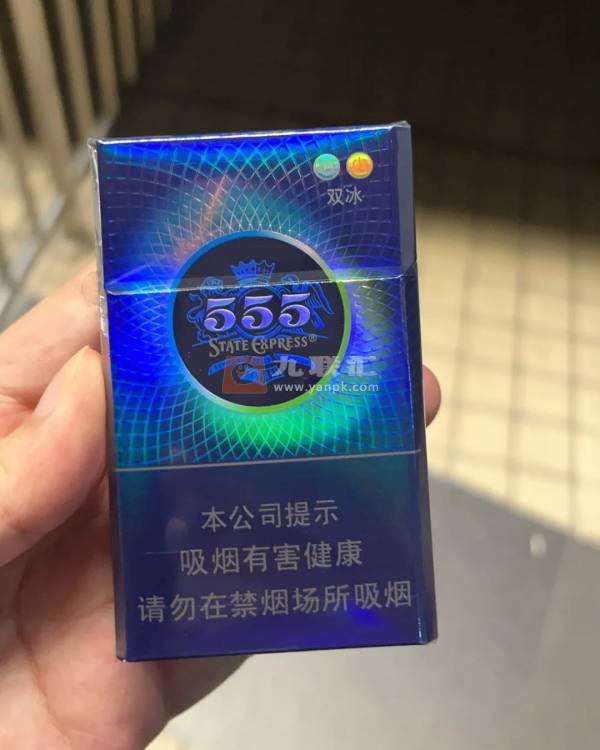 双冰
555
STATE EXPRESS®
九联汇
www.yanpk.com
本公司提示
吸烟有害健康
请勿在禁烟场所吸烟